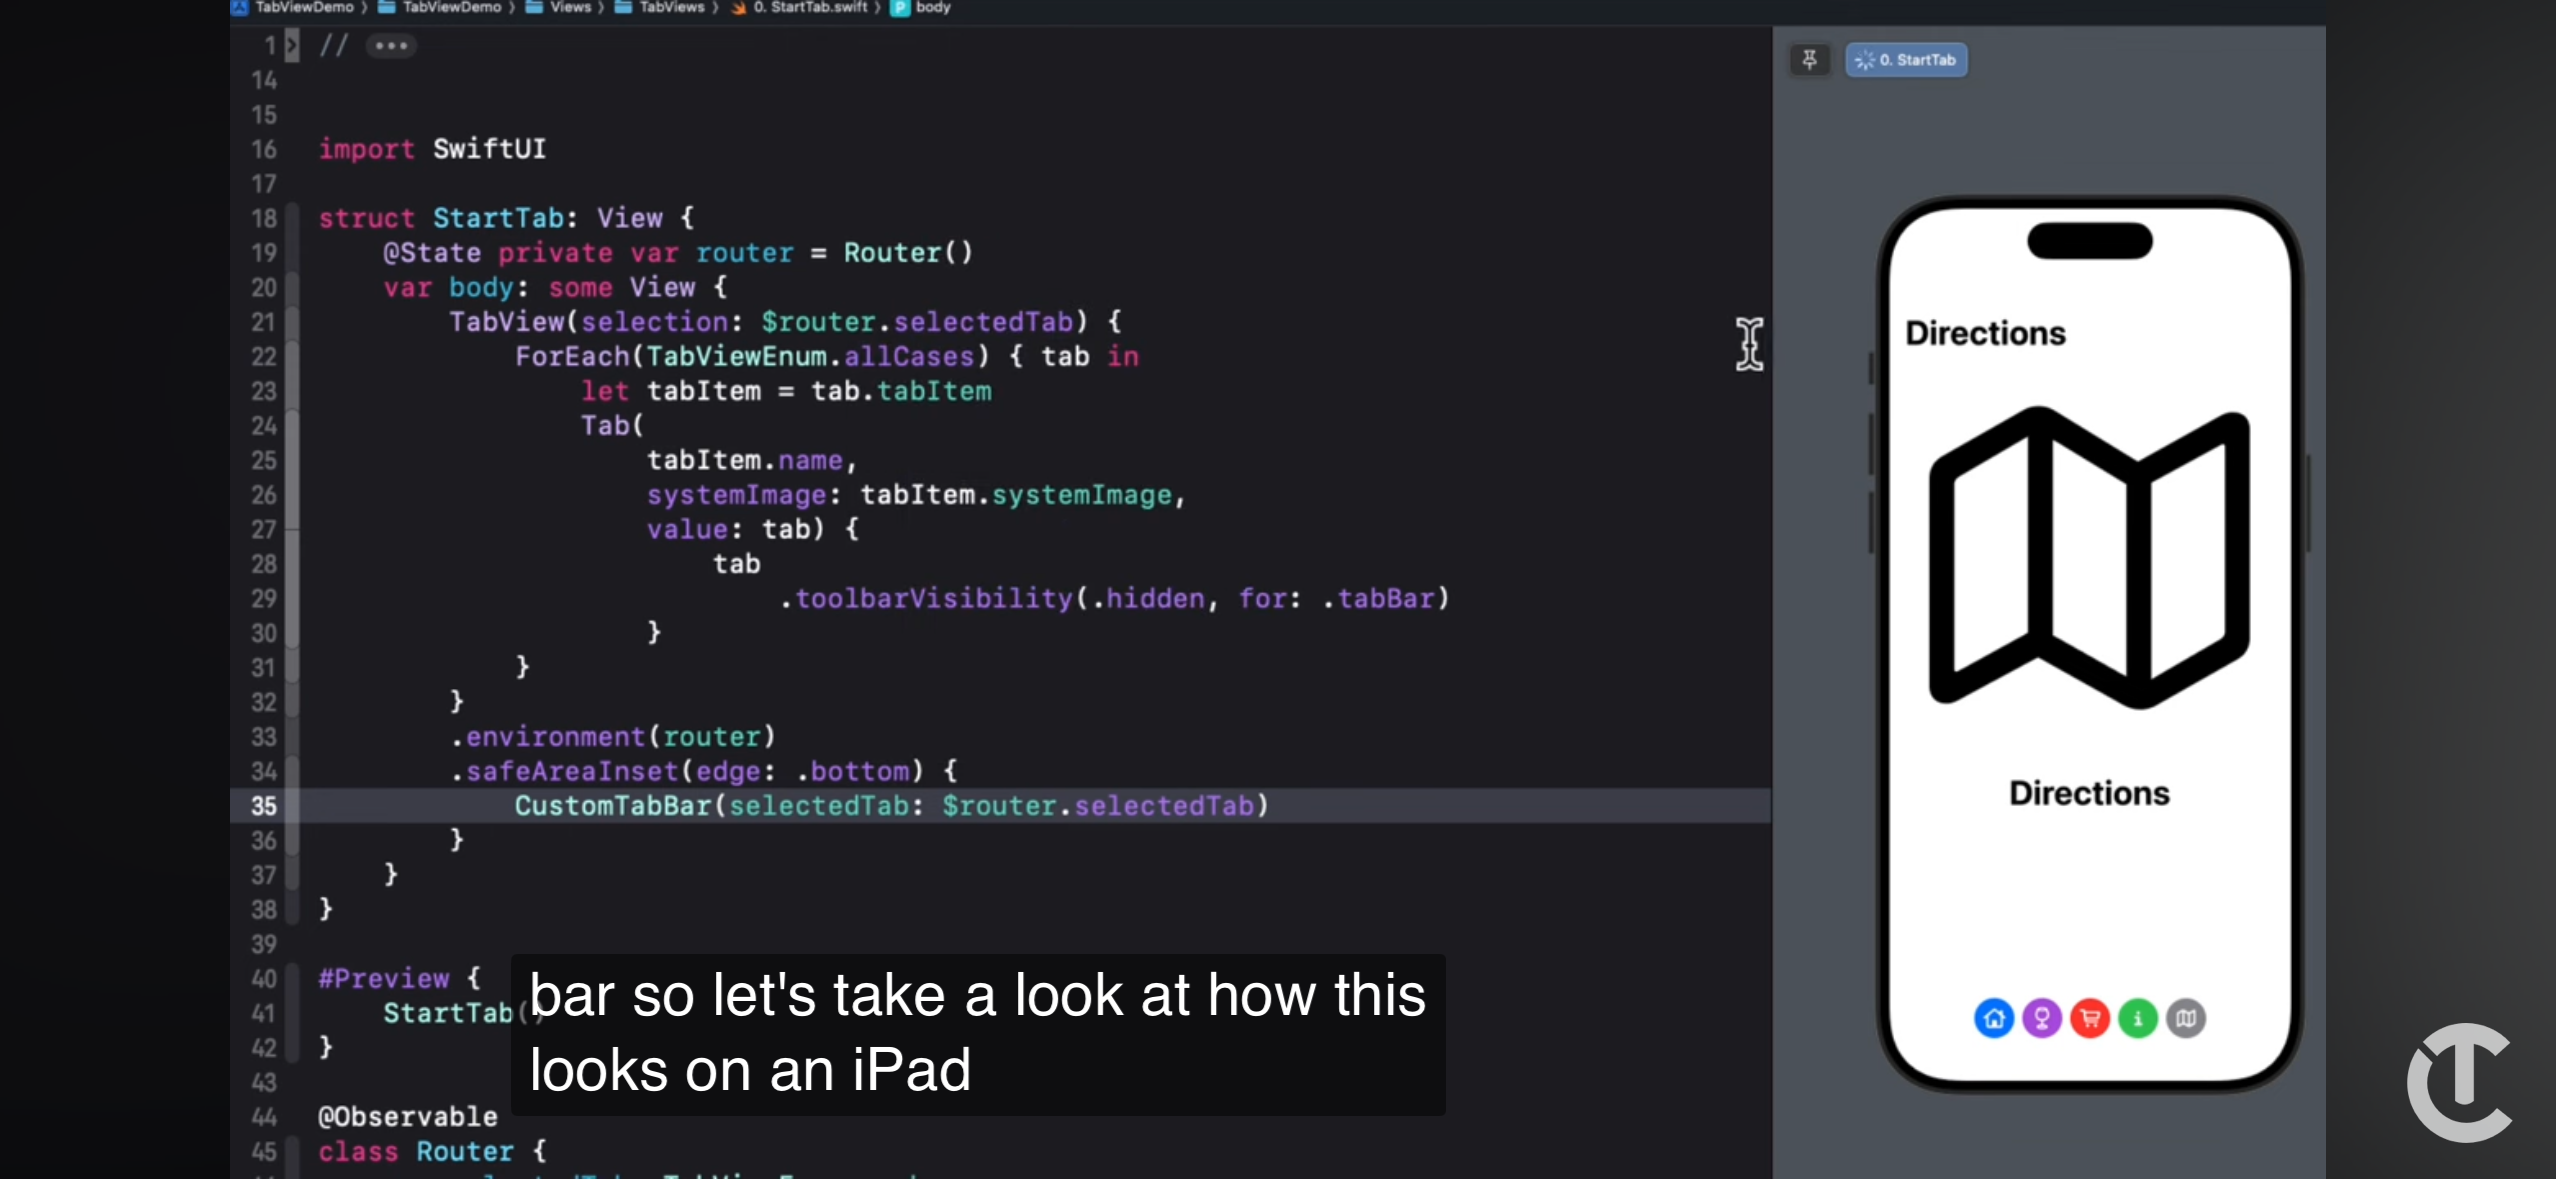 TabViewDemo > TabViewDemo > Views > TabViews > 0. StartTab.swift > P body
1 // •••
14
15
16 import SwiftUI
17
18 struct StartTab: View {
19 @State private var router = Router()
20 var body: some View {
21 TabView(selection: $router.selectedTab) {
22 ForEach(TabViewEnum.allCases) { tab in
23 let tabItem = tab.tabItem
24 Tab(
25 tabItem.name,
26 systemImage: tabItem.systemImage,
27 value: tab) {
28 tab
29 .toolbarVisibility(.hidden, for: .tabBar)
30 }
31 }
32 }
33 .environment(router)
34 .safeAreaInset(edge: .bottom) {
35 CustomTabBar(selectedTab: $router.selectedTab)
36 }
37 }
38 }
39
40 #Preview {
41 StartTab()
42 }
43
44 @Observable
45 class Router {
bar so let's take a look at how this
looks on an iPad
0. StartTab
Directions
Directions